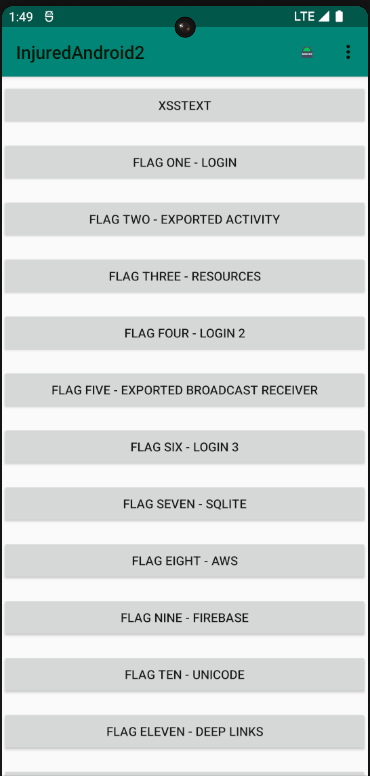 1:49
LTE
InjuredAndroid2
XSSTEXT
FLAG ONE - LOGIN
FLAG TWO - EXPORTED ACTIVITY
FLAG THREE - RESOURCES
FLAG FOUR - LOGIN 2
FLAG FIVE - EXPORTED BROADCAST RECEIVER
FLAG SIX - LOGIN 3
FLAG SEVEN - SQLITE
FLAG EIGHT - AWS
FLAG NINE - FIREBASE
FLAG TEN - UNICODE
FLAG ELEVEN - DEEP LINKS